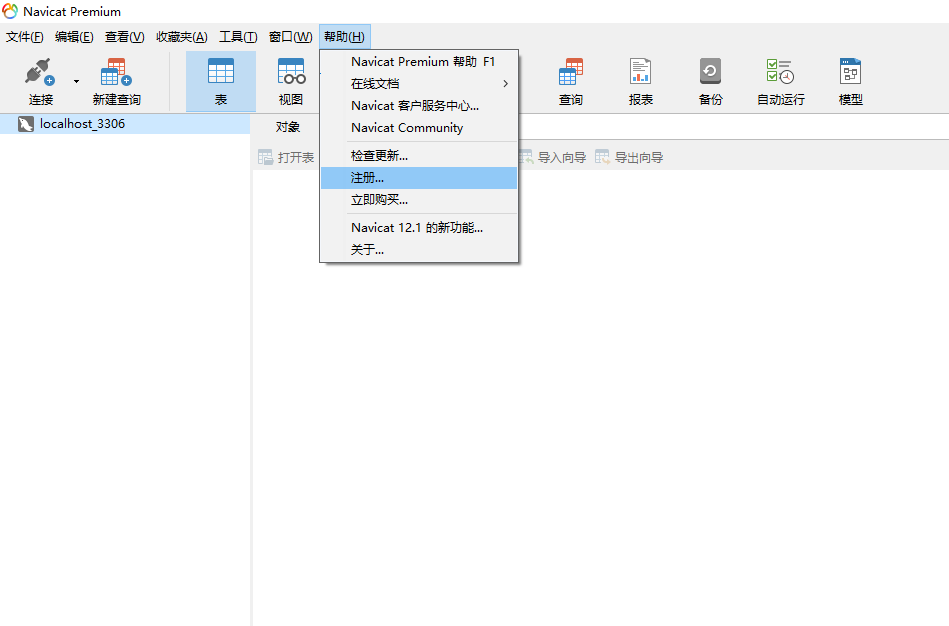 Navicat Premium
文件(F) 编辑(E) 查看(V) 收藏夹(A) 工具(T) 窗口(W) 帮助(H)
连接 新建查询 表 视图 查询 报表 备份 自动运行 模型
localhost_3306
对象
打开表 导入向导 导出向导
Navicat Premium 帮助 F1
在线文档
Navicat 客户服务中心...
Navicat Community
检查更新...
注册...
立即购买...
Navicat 12.1 的新功能...
关于...